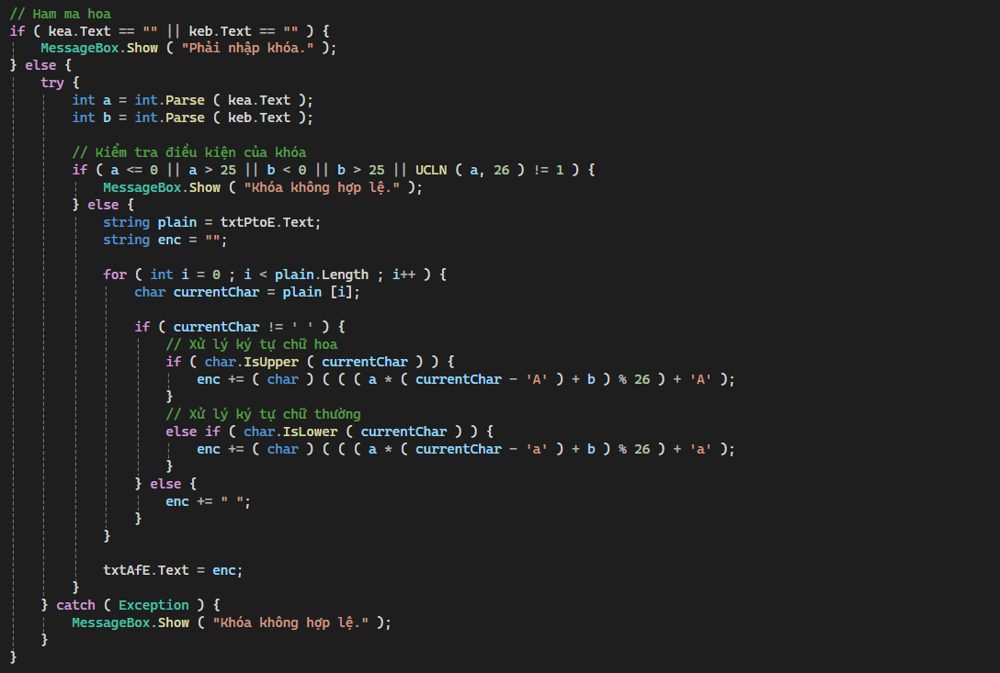 // Ham ma hoa
if ( kea.Text == "" || keb.Text == "" ) {
    MessageBox.Show ( "Phải nhập khóa." );
} else {
    try {
        int a = int.Parse ( kea.Text );
        int b = int.Parse ( keb.Text );

        // Kiểm tra điều kiện của khóa
        if ( a <= 0 || a > 25 || b < 0 || b > 25 || UCLN ( a, 26 ) != 1 ) {
            MessageBox.Show ( "Khóa không hợp lệ." );
        } else {
            string plain = txtPtoE.Text;
            string enc = "";

            for ( int i = 0 ; i < plain.Length ; i++ ) {
                char currentChar = plain [i];

                if ( currentChar != ' ' ) {
                    // Xử lý ký tự chữ hoa
                    if ( char.IsUpper ( currentChar ) ) {
                        enc += ( char ) ( ( ( a * ( currentChar - 'A' ) + b ) % 26 ) + 'A' );
                    }
                    // Xử lý ký tự chữ thường
                    else if ( char.IsLower ( currentChar ) ) {
                        enc += ( char ) ( ( ( a * ( currentChar - 'a' ) + b ) % 26 ) + 'a' );
                    }
                } else {
                    enc += " ";
                }
            }

            txtAfE.Text = enc;
        }
    } catch ( Exception ) {
        MessageBox.Show ( "Khóa không hợp lệ." );
    }
}